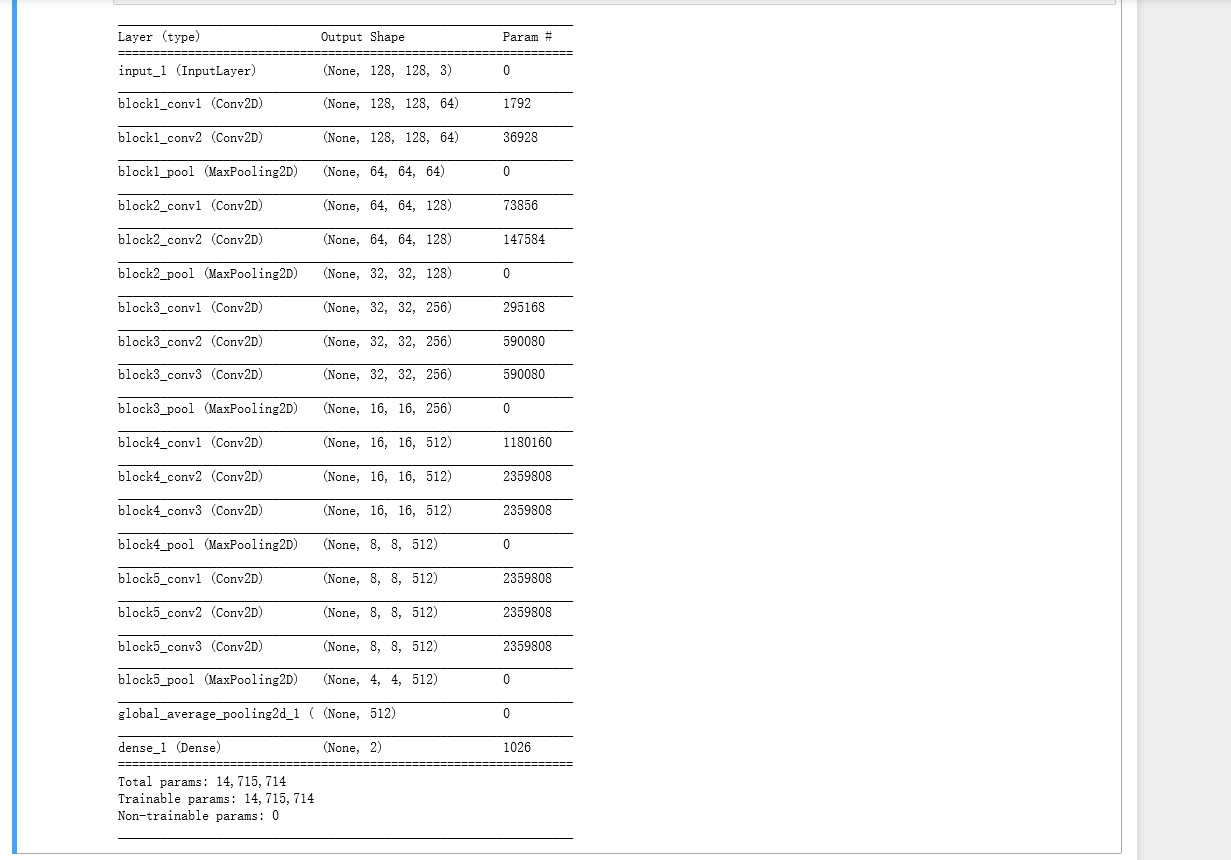 Layer (type) Output Shape Param #
input_1 (InputLayer) (None, 128, 128, 3) 0
block1_conv1 (Conv2D) (None, 128, 128, 64) 1792
block1_conv2 (Conv2D) (None, 128, 128, 64) 36928
block1_pool (MaxPooling2D) (None, 64, 64, 64) 0
block2_conv1 (Conv2D) (None, 64, 64, 128) 73856
block2_conv2 (Conv2D) (None, 64, 64, 128) 147584
block2_pool (MaxPooling2D) (None, 32, 32, 128) 0
block3_conv1 (Conv2D) (None, 32, 32, 256) 295168
block3_conv2 (Conv2D) (None, 32, 32, 256) 590080
block3_conv3 (Conv2D) (None, 32, 32, 256) 590080
block3_pool (MaxPooling2D) (None, 16, 16, 256) 0
block4_conv1 (Conv2D) (None, 16, 16, 512) 1180160
block4_conv2 (Conv2D) (None, 16, 16, 512) 2359808
block4_conv3 (Conv2D) (None, 16, 16, 512) 2359808
block4_pool (MaxPooling2D) (None, 8, 8, 512) 0
block5_conv1 (Conv2D) (None, 8, 8, 512) 2359808
block5_conv2 (Conv2D) (None, 8, 8, 512) 2359808
block5_conv3 (Conv2D) (None, 8, 8, 512) 2359808
block5_pool (MaxPooling2D) (None, 4, 4, 512) 0
global_average_pooling2d_1 ( (None, 512) 0
dense_1 (Dense) (None, 2) 1026
Total params: 14,715,714
Trainable params: 14,715,714
Non-trainable params: 0